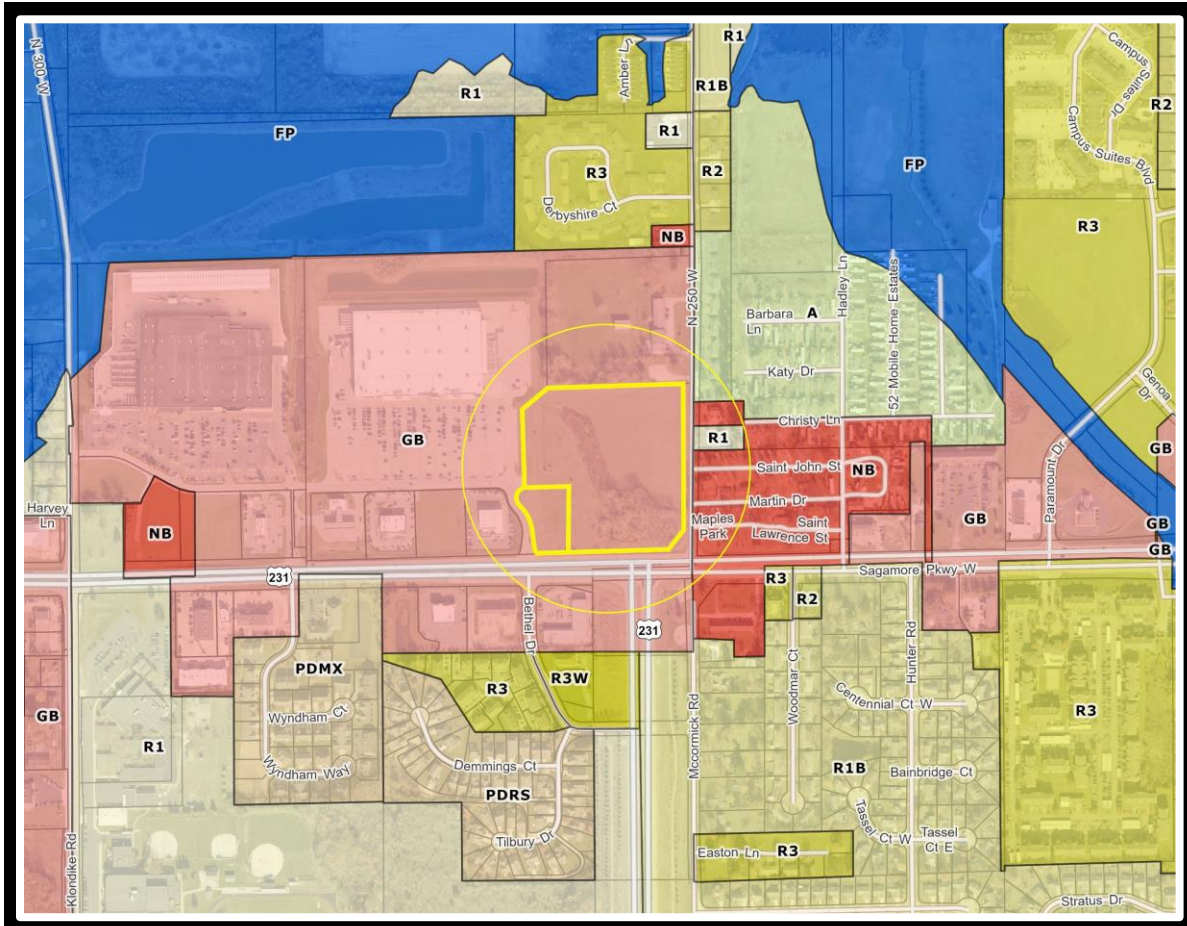 N 300 W
R1
Amber Ln
R1
R1B
Campus Suites Dr
Campus Suites Blvd
R2
FP
R1
R3
Derbyshire Ct
R2
FP
R3
NB
N 250 W
Hadley Ln
52 Mobile Home Estates
Barbara
Ln
A
Katy Dr
Genoa
Dr
Christy Ln
GB
R1
Saint John St
NB
Paramount Dr
GB
Harvey
Ln
NB
Martin Dr
Maples
Park
Saint
Lawrence St
GB
GB
GB
231
Sagamore Pkwy W
R3
R2
Bethel Dr
231
PDMX
R3
R3W
Wyndham Ct
Wyndham Way
Woodmar Ct
Hunter Rd
Centennial Ct W
R3
GB
R1
Demmings Ct
PDRS
Tilbury Dr
Mccormick Rd
R1B
Bainbridge Ct
Tassel
Ct W
Tassel
Ct E
Klondike Rd
Easton Ln
R3
Stratus Dr